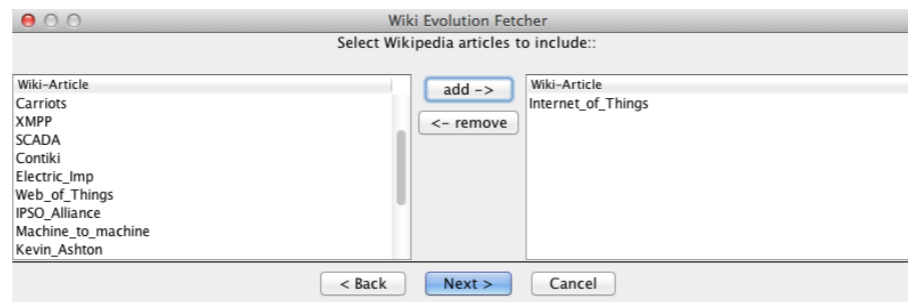 Wiki Evolution Fetcher
Select Wikipedia articles to include::
Wiki-Article
Carriots
XMPP
SCADA
Contiki
Electric_Imp
Web_of_Things
IPSO_Alliance
Machine_to_machine
Kevin_Ashton
add ->
<- remove
Wiki-Article
Internet_of_Things
< Back
Next >
Cancel